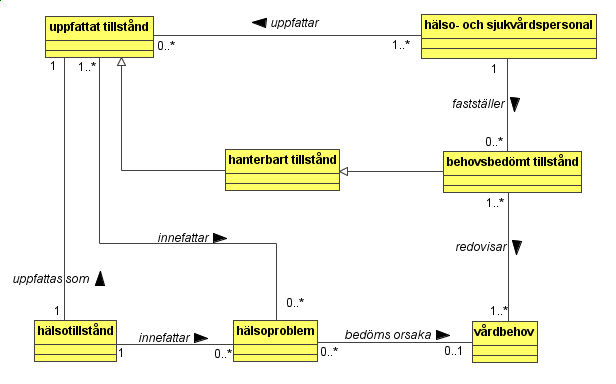 uppfattat tillstånd
uppfattar
hälso- och sjukvårdspersonal
0..*
1..*
1
1..*
1
fastställer
0..*
hanterbart tillstånd
behovsbedömt tillstånd
1..*
innefattar
redovisar
uppfattas som
0..*
1
1..*
hälsotillstånd
innefattar
hälsoproblem
bedöms orsaka
vårdbehov
1
0..*
0..*
0..1